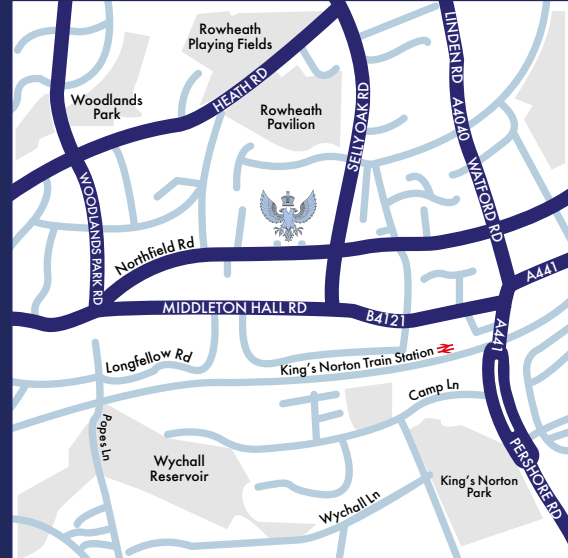 Rowheath
Playing Fields
LINDEN RD
A4040
WATFORD RD
HEATH RD
Woodlands
Park
Rowheath
Pavilion
SELLY OAK RD
WOODLANDS PARK RD
Northfield Rd
A441
MIDDLETON HALL RD
B4121
A441
Longfellow Rd
King's Norton Train Station
Camp Ln
Popes Ln
Wychall
Reservoir
PERSHORE RD
King's Norton
Park
Wychall Ln